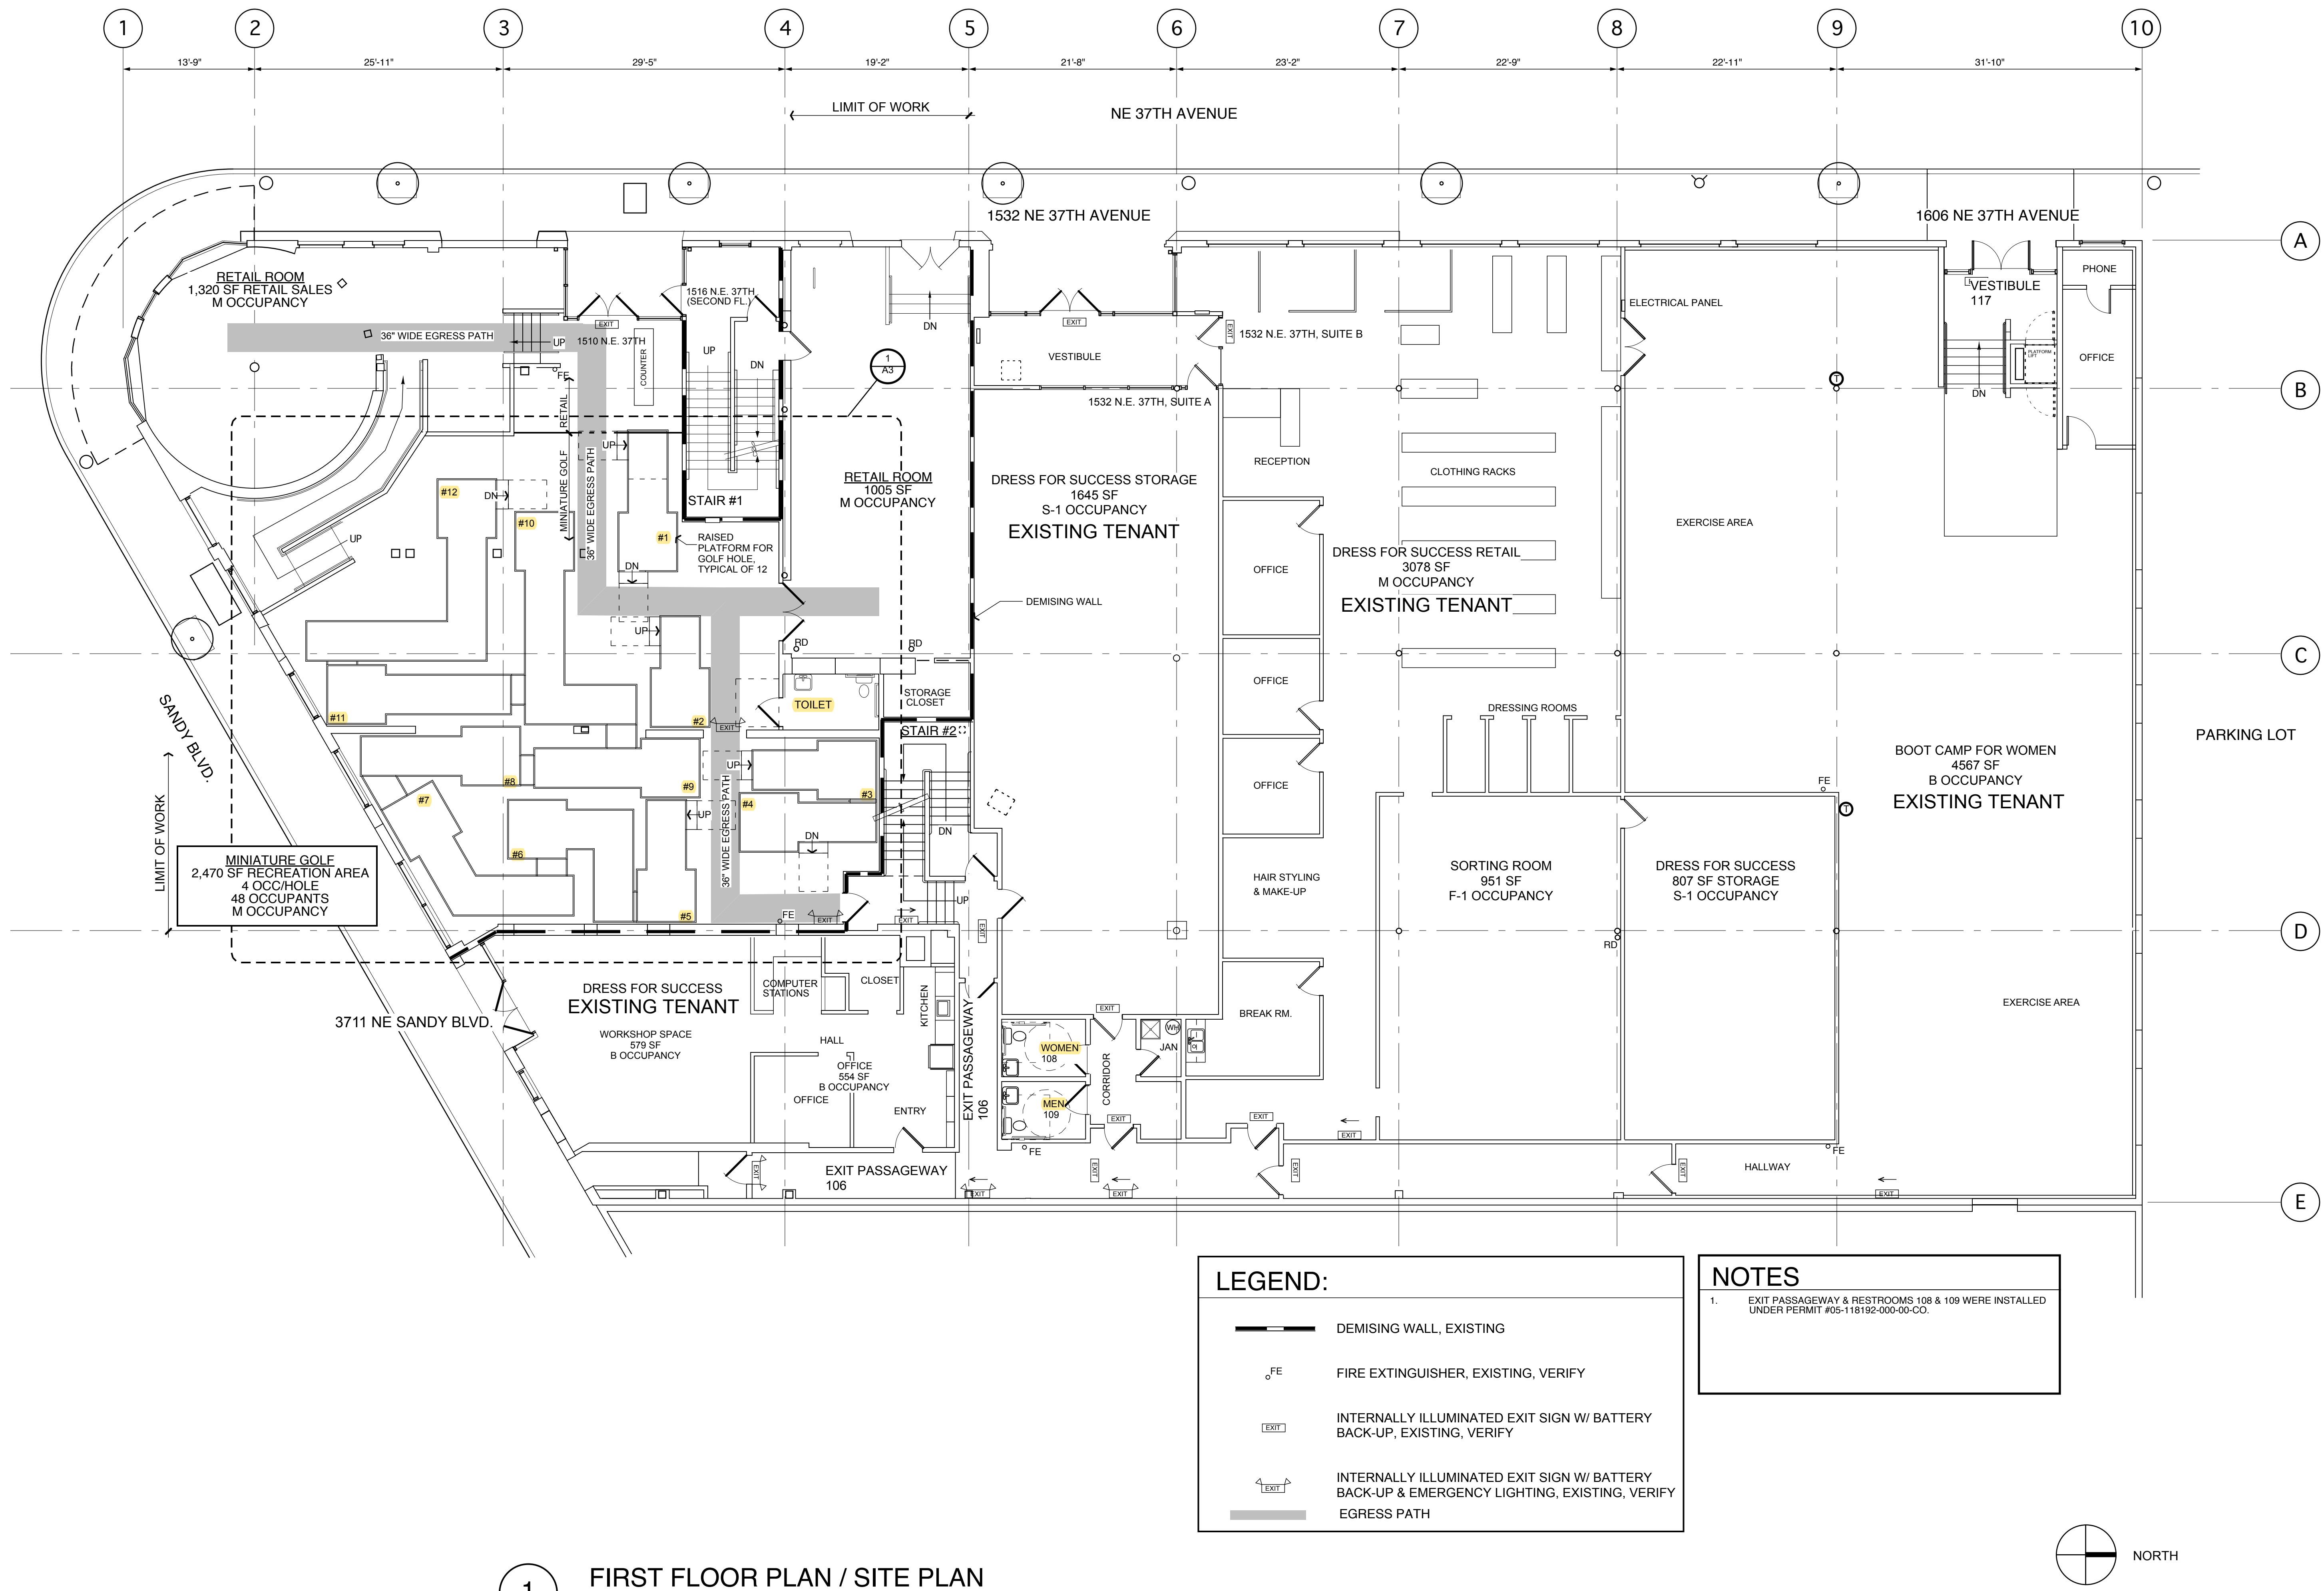 1
2
3
4
5
6
7
8
9
10
13'-9"
25'-11"
29'-5"
19'-2"
21'-8"
23'-2"
22'-9"
22'-11"
31'-10"
LIMIT OF WORK
NE 37TH AVENUE
1532 NE 37TH AVENUE
1606 NE 37TH AVENUE
A
B
C
D
E
RETAIL ROOM
1,320 SF RETAIL SALES
M OCCUPANCY
36" WIDE EGRESS PATH
UP
EXIT
1510 N.E. 37TH
COUNTER
FE
RETAIL
MINIATURE GOLF
36" WIDE EGRESS PATH
1516 N.E. 37TH
(SECOND FL.)
UP
DN
STAIR #1
DN
1
A3
RETAIL ROOM
1005 SF
M OCCUPANCY
EXIT
VESTIBULE
EXIT
1532 N.E. 37TH, SUITE B
1532 N.E. 37TH, SUITE A
DRESS FOR SUCCESS STORAGE
1645 SF
S-1 OCCUPANCY
EXISTING TENANT
DEMISING WALL
RECEPTION
OFFICE
OFFICE
OFFICE
HAIR STYLING
& MAKE-UP
BREAK RM.
CLOTHING RACKS
DRESS FOR SUCCESS RETAIL
3078 SF
M OCCUPANCY
EXISTING TENANT
DRESSING ROOMS
ELECTRICAL PANEL
EXERCISE AREA
VESTIBULE
117
PHONE
PLATFORM
LIFT
OFFICE
DN
T
T
FE
BOOT CAMP FOR WOMEN
4567 SF
B OCCUPANCY
EXISTING TENANT
PARKING LOT
SORTING ROOM
951 SF
F-1 OCCUPANCY
DRESS FOR SUCCESS
807 SF STORAGE
S-1 OCCUPANCY
RD
EXERCISE AREA
#12
DN
#10
UP
#1
RAISED
PLATFORM FOR
GOLF HOLE,
TYPICAL OF 12
DN
UP
UP
RD
RD
#11
#2
EXIT
TOILET
STORAGE
CLOSET
STAIR #2
#8
#9
UP
#3
#7
#4
UP
36" WIDE EGRESS PATH
DN
DN
#6
#5
FE
EXIT
EXIT
UP
EXIT
SANDY BLVD.
LIMIT OF WORK
MINIATURE GOLF
2,470 SF RECREATION AREA
4 OCC/HOLE
48 OCCUPANTS
M OCCUPANCY
3711 NE SANDY BLVD.
DRESS FOR SUCCESS
EXISTING TENANT
WORKSHOP SPACE
579 SF
B OCCUPANCY
COMPUTER
STATIONS
CLOSET
KITCHEN
HALL
OFFICE
554 SF
B OCCUPANCY
OFFICE
ENTRY
EXIT PASSAGEWAY
106
EXIT
WOMEN
108
MEN
109
CORRIDOR
JAN
WH
EXIT
EXIT
EXIT
FE
EXIT PASSAGEWAY
106
EXIT
EXIT
EXIT
EXIT
EXIT
EXIT
EXIT
HALLWAY
EXIT
FE
LEGEND:
DEMISING WALL, EXISTING
FE
FIRE EXTINGUISHER, EXISTING, VERIFY
EXIT
INTERNALLY ILLUMINATED EXIT SIGN W/ BATTERY
BACK-UP, EXISTING, VERIFY
EXIT
INTERNALLY ILLUMINATED EXIT SIGN W/ BATTERY
BACK-UP & EMERGENCY LIGHTING, EXISTING, VERIFY
EGRESS PATH
NOTES
1. EXIT PASSAGEWAY & RESTROOMS 108 & 109 WERE INSTALLED
UNDER PERMIT #05-118192-000-00-CO.
NORTH
1
FIRST FLOOR PLAN / SITE PLAN